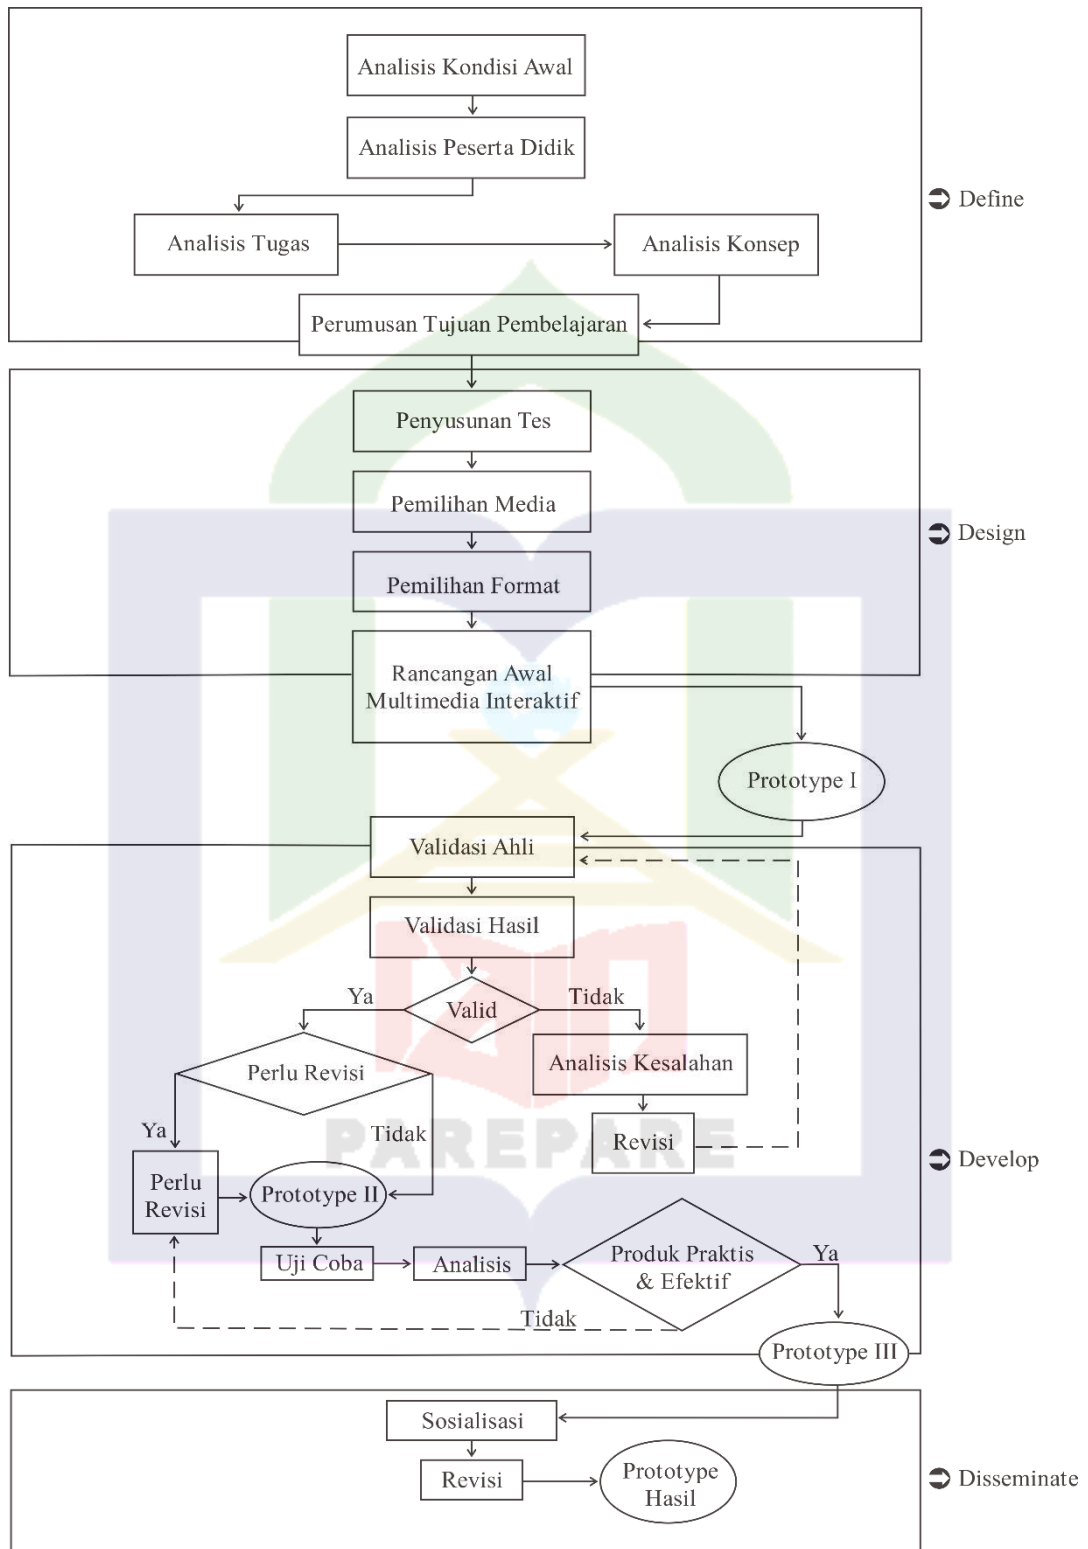 Analisis Kondisi Awal
Analisis Peserta Didik
Define
Analisis Tugas
Analisis Konsep
Perumusan Tujuan Pembelajaran
Penyusunan Tes
Pemilihan Media
Design
Pemilihan Format
Rancangan Awal
Multimedia Interaktif
Prototype I
Validasi Ahli
Validasi Hasil
Ya
Valid
Tidak
Perlu Revisi
Analisis Kesalahan
Ya
Tidak
Revisi
PAREPARE
Develop
Perlu
Revisi
Prototype II
Uji Coba
Analisis
Produk Praktis
& Efektif
Ya
Tidak
Prototype III
Sosialisasi
Revisi
Prototype
Hasil
Disseminate